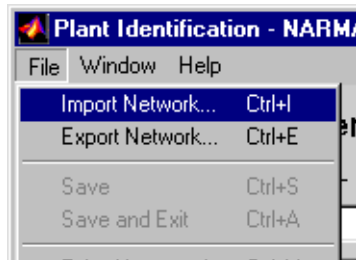 Plant Identification - NARMA
File Window Help
Import Network... Ctrl+I
Export Network... Ctrl+E
Save Ctrl+S
Save and Exit Ctrl+A